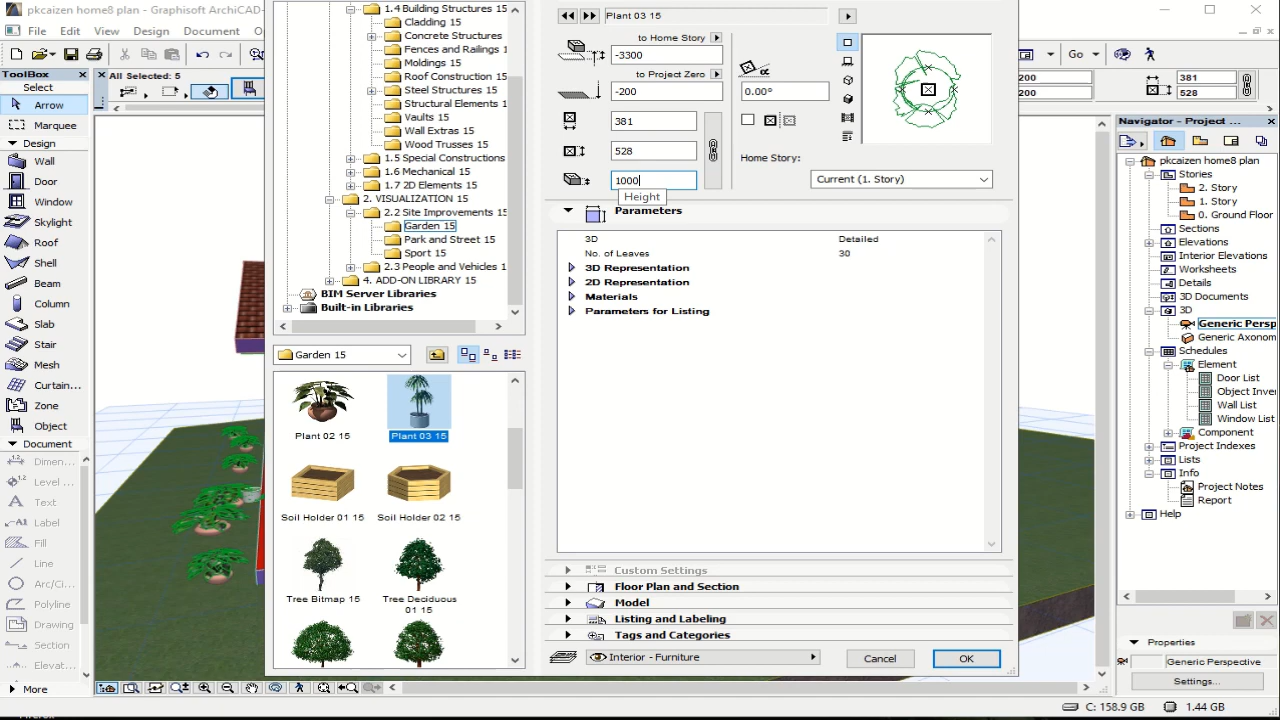 pkcaizen home8 plan - Graphisoft ArchiCAD-
File Edit View Design Document
ToolBox
Select
Arrow
Marquee
Design
Wall
Door
Window
Skylight
Roof
Shell
Beam
Column
Slab
Stair
Mesh
Curtain...
Zone
Object
Document
Dimen...
Level ...
Text
Label
Fill
Line
Arc/Ci...
Polyline
Drawing
Section
Elevat...
More
All Selected: 5
1.4 Building Structures 15
Cladding 15
Concrete Structures
Fences and Railings 1
Moldings 15
Roof Construction 15
Steel Structures 15
Structural Elements 1
Vaults 15
Wall Extras 15
Wood Trusses 15
1.5 Special Constructions
1.6 Mechanical 15
1.7 2D Elements 15
2. VISUALIZATION 15
2.2 Site Improvements 15
Garden 15
Park and Street 15
Sport 15
2.3 People and Vehicles 1
4. ADD-ON LIBRARY 15
BIM Server Libraries
Built-in Libraries
Garden 15
Plant 02 15
Plant 03 15
Soil Holder 01 15
Soil Holder 02 15
Tree Bitmap 15
Tree Deciduous
01 15
Plant 03 15
to Home Story
-3300
to Project Zero
-200
381
528
1000
Height
0.00°
α
Home Story:
Current (1. Story)
Parameters
3D Detailed
No. of Leaves 30
3D Representation
2D Representation
Materials
Parameters for Listing
Custom Settings
Floor Plan and Section
Model
Listing and Labeling
Tags and Categories
Interior - Furniture
Cancel
OK
Go
200
200
381
528
Navigator - Project ...
pkcaizen home8 plan
Stories
2. Story
1. Story
0. Ground Floor
Sections
Elevations
Interior Elevations
Worksheets
Details
3D Documents
3D
Generic Persp
Generic Axonom
Schedules
Element
Door List
Object Inver
Wall List
Window List
Component
Project Indexes
Lists
Info
Project Notes
Report
Help
Properties
Generic Perspective
Settings...
C: 158.9 GB
1.44 GB